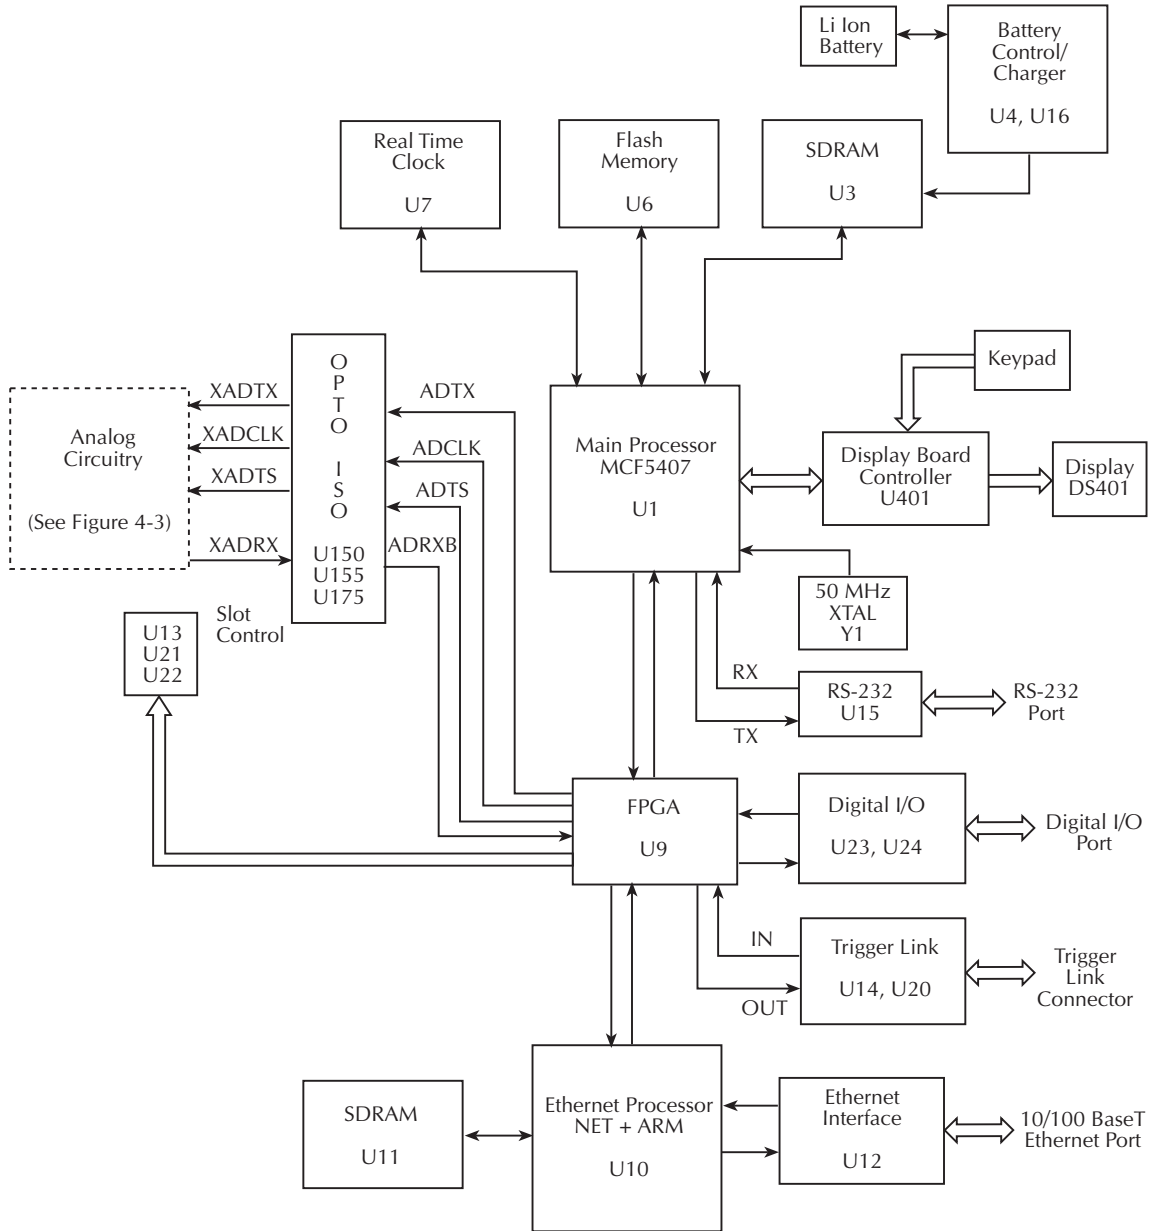 Li Ion
Battery
Battery
Control/
Charger
U4, U16
Real Time
Clock
U7
Flash
Memory
U6
SDRAM
U3
Keypad
Analog
Circuitry
(See Figure 4-3)
XADTX
XADCLK
XADTS
XADRX
O
P
T
O
I
S
O
U150
U155
U175
ADTX
ADCLK
ADTS
ADRXB
Main Processor
MCF5407
U1
Display Board
Controller
U401
Display
DS401
50 MHz
XTAL
Y1
Slot
Control
U13
U21
U22
RX
TX
RS-232
U15
RS-232
Port
FPGA
U9
Digital I/O
U23, U24
Digital I/O
Port
IN
OUT
Trigger Link
U14, U20
Trigger
Link
Connector
SDRAM
U11
Ethernet Processor
NET + ARM
U10
Ethernet
Interface
U12
10/100 BaseT
Ethernet Port